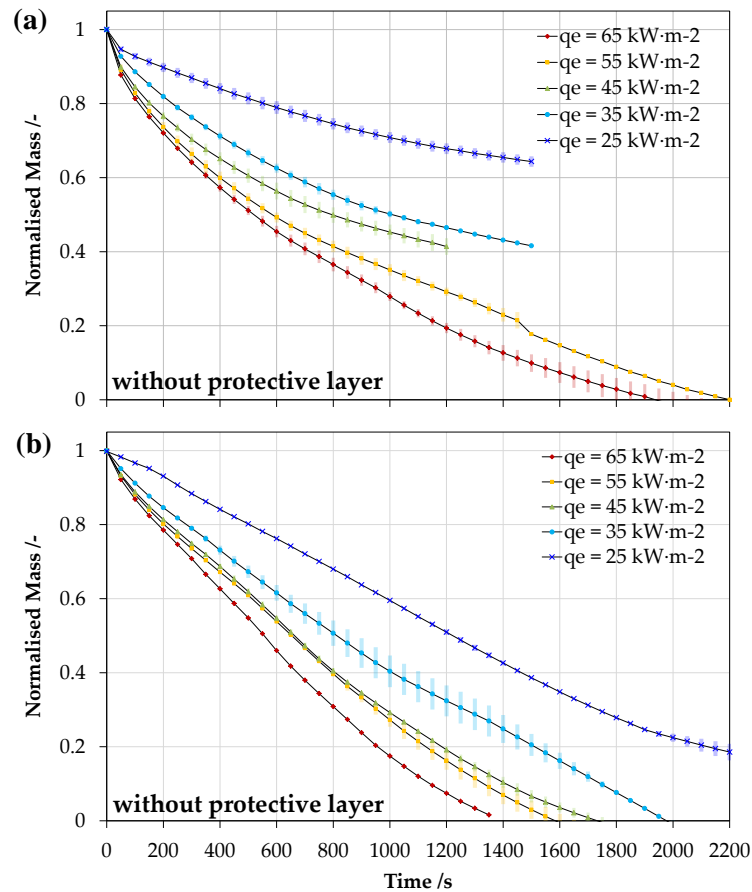 (a)
1
0.8
0.6
0.4
0.2
0
Normalised Mass /-
qe = 65 kW·m-2
qe = 55 kW·m-2
qe = 45 kW·m-2
qe = 35 kW·m-2
qe = 25 kW·m-2
without protective layer
(b)
1
0.8
0.6
0.4
0.2
0
Normalised Mass /-
qe = 65 kW·m-2
qe = 55 kW·m-2
qe = 45 kW·m-2
qe = 35 kW·m-2
qe = 25 kW·m-2
without protective layer
0 200 400 600 800 1000 1200 1400 1600 1800 2000 2200
Time /s